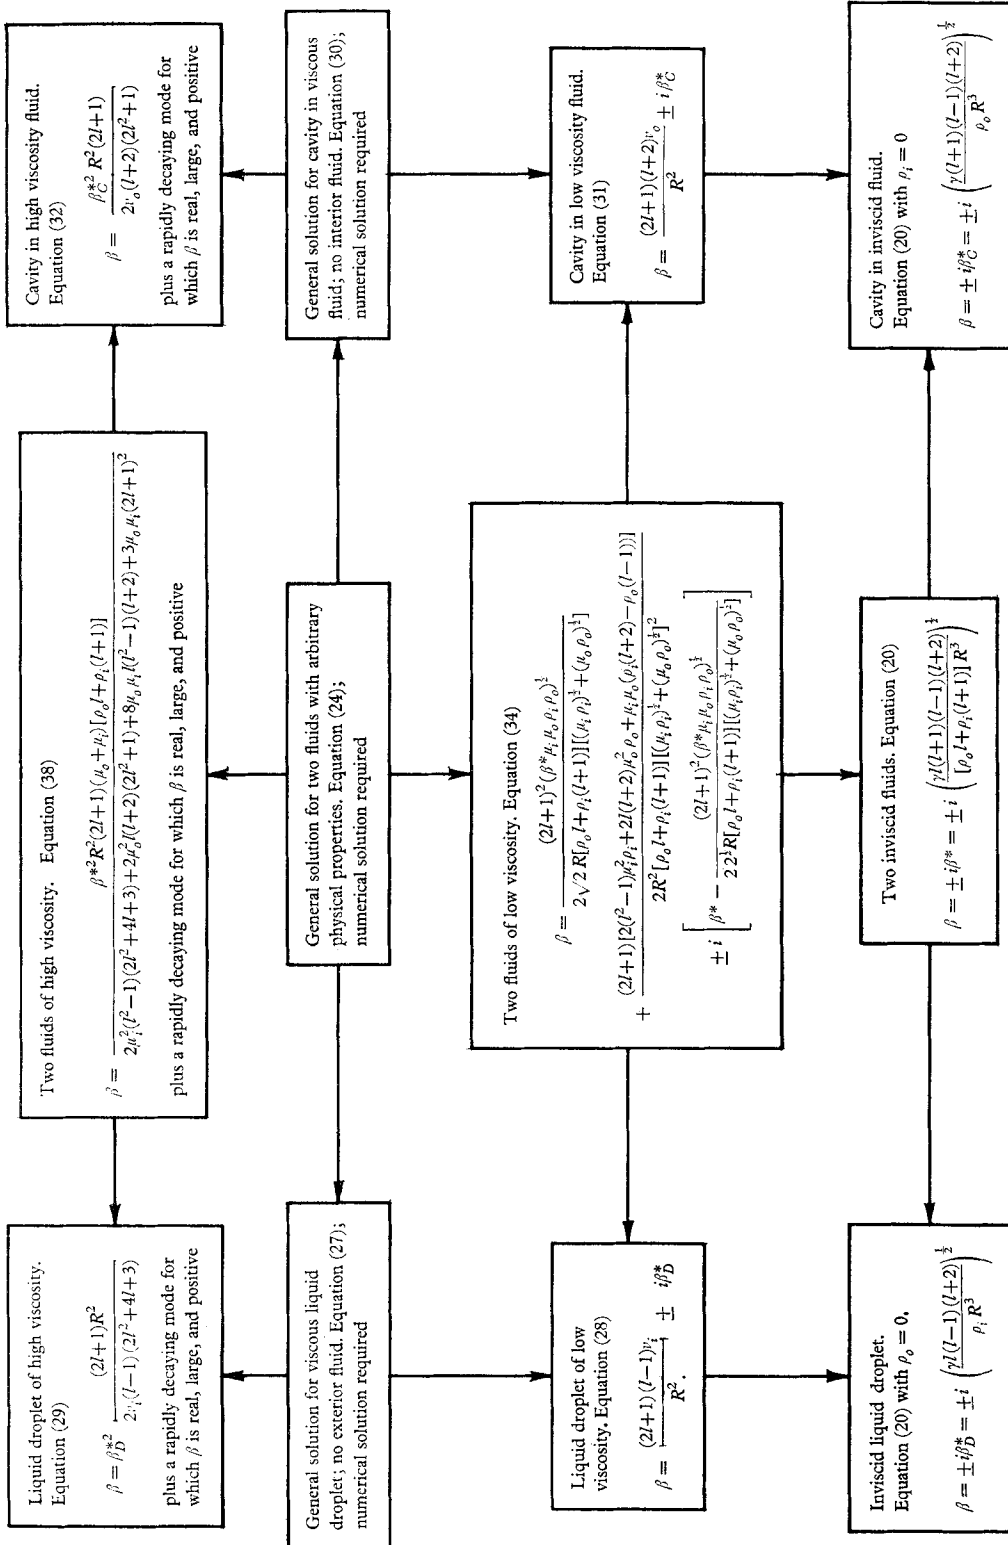 Liquid droplet of high viscosity.
Equation (29)
β = β*_D² (2l+1)R² / 2ν_i(l−1)(2l²+4l+3)
plus a rapidly decaying mode for
which β is real, large, and positive
Two fluids of high viscosity. Equation (38)
β = β*²R²(2l+1)(μ_o+μ_i)[ρ_o l+ρ_i(l+1)] / 2μ_i²(l²−1)(2l²+4l+3)+2μ_o² l(l+2)(2l²+1)+8μ_o μ_i l(l²−1)(l+2)+3μ_o μ_i(2l+1)²
plus a rapidly decaying mode for which β is real, large, and positive
Cavity in high viscosity fluid.
Equation (32)
β = β*_C² R²(2l+1) / 2ν_o(l+2)(2l²+1)
plus a rapidly decaying mode for
which β is real, large, and positive
General solution for viscous liquid
droplet; no exterior fluid. Equation (27);
numerical solution required
General solution for two fluids with arbitrary
physical properties. Equation (24);
numerical solution required
General solution for cavity in viscous
fluid; no interior fluid. Equation (30);
numerical solution required
Liquid droplet of low
viscosity. Equation (28)
β = (2l+1)(l−1)ν_i / R². ± iβ*_D
Two fluids of low viscosity. Equation (34)
β = (2l+1)²(β*μ_i μ_o ρ_i ρ_o)^½ / 2√2 R[ρ_o l+ρ_i(l+1)][(μ_i ρ_i)^½+(μ_o ρ_o)^½]
+ (2l+1)[2(l²−1)μ_i²ρ_i+2l(l+2)μ_o²ρ_o+μ_i μ_o(ρ_i(l+2)−ρ_o(l−1))] / 2R²[ρ_o l+ρ_i(l+1)][(μ_i ρ_i)^½+(μ_o ρ_o)^½]²
± i [β* − (2l+1)²(β*μ_i μ_o ρ_i ρ_o)^½ / 2 2^½ R[ρ_o l+ρ_i(l+1)][(μ_i ρ_i)^½+(μ_o ρ_o)^½]]
Cavity in low viscosity fluid.
Equation (31)
β = (2l+1)(l+2)ν_o / R² ± iβ*_C
Inviscid liquid droplet.
Equation (20) with ρ_o = 0.
β = ±iβ*_D = ±i (γl(l−1)(l+2) / ρ_i R³)^½
Two inviscid fluids. Equation (20)
β = ±iβ* = ±i (γl(l+1)(l−1)(l+2) / [ρ_o l+ρ_i(l+1)]R³)^½
Cavity in inviscid fluid.
Equation (20) with ρ_i = 0
β = ±iβ*_C = ±i (γ(l+1)(l−1)(l+2) / ρ_o R³)^½